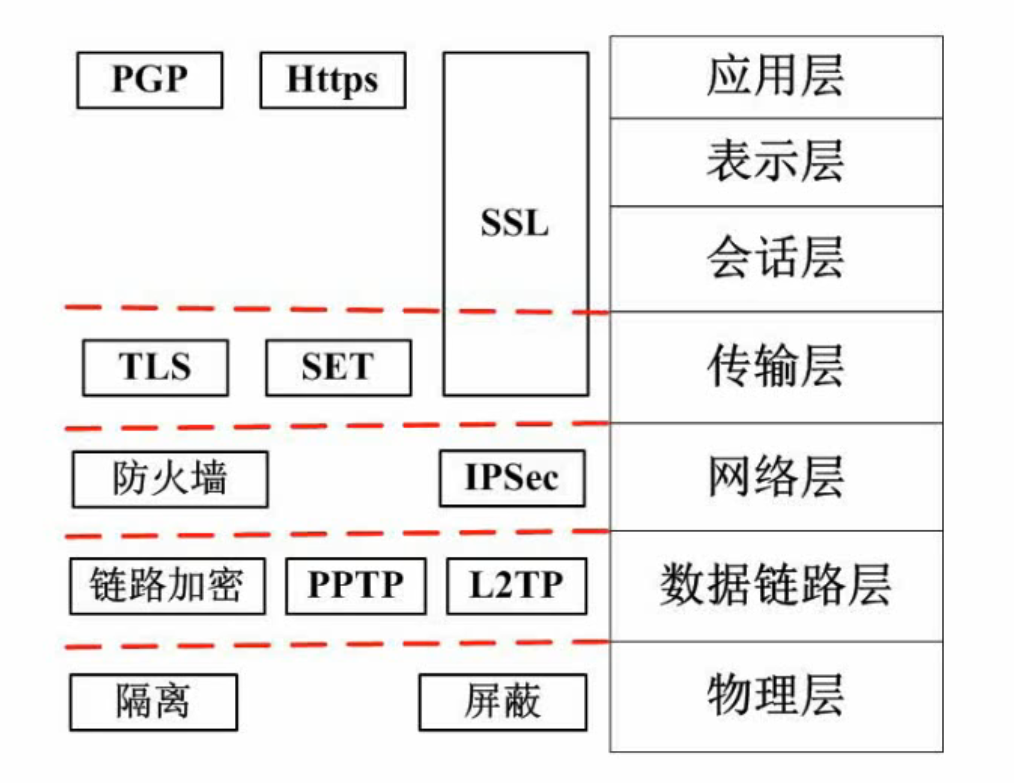 PGP Https 应用层
表示层
SSL 会话层
TLS SET 传输层
防火墙 IPSec 网络层
链路加密 PPTP L2TP 数据链路层
隔离 屏蔽 物理层